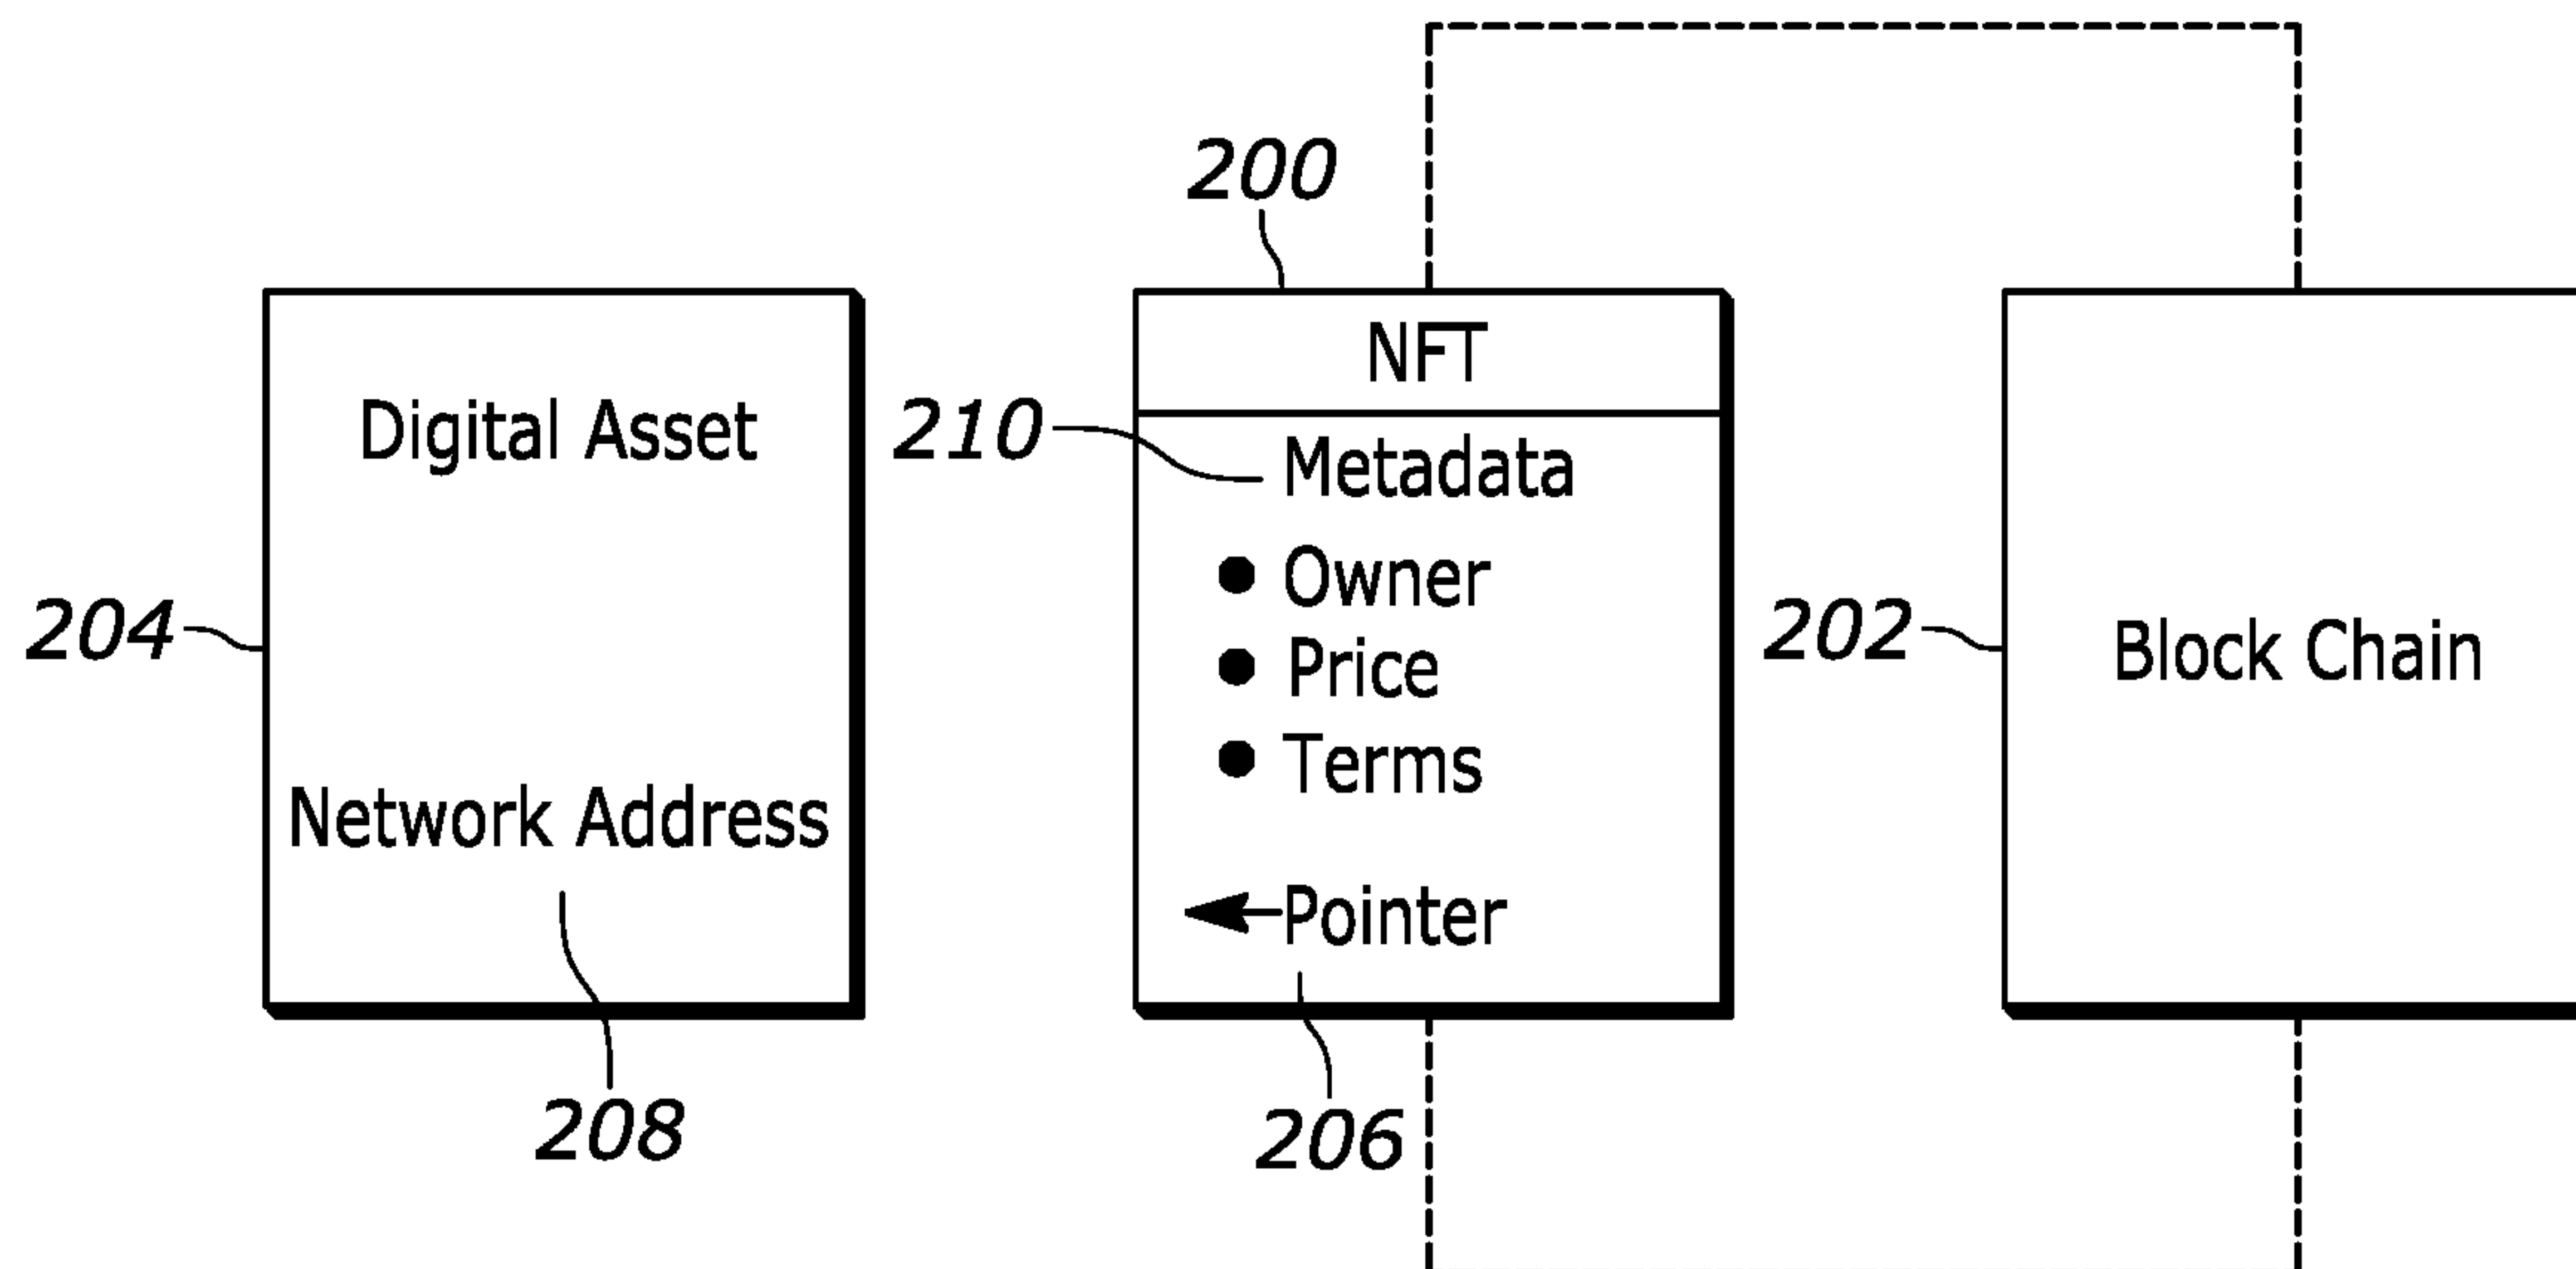 200
NFT
Digital Asset
210
Metadata
● Owner
204
202
Block Chain
● Price
● Terms
Network Address
Pointer
208
206